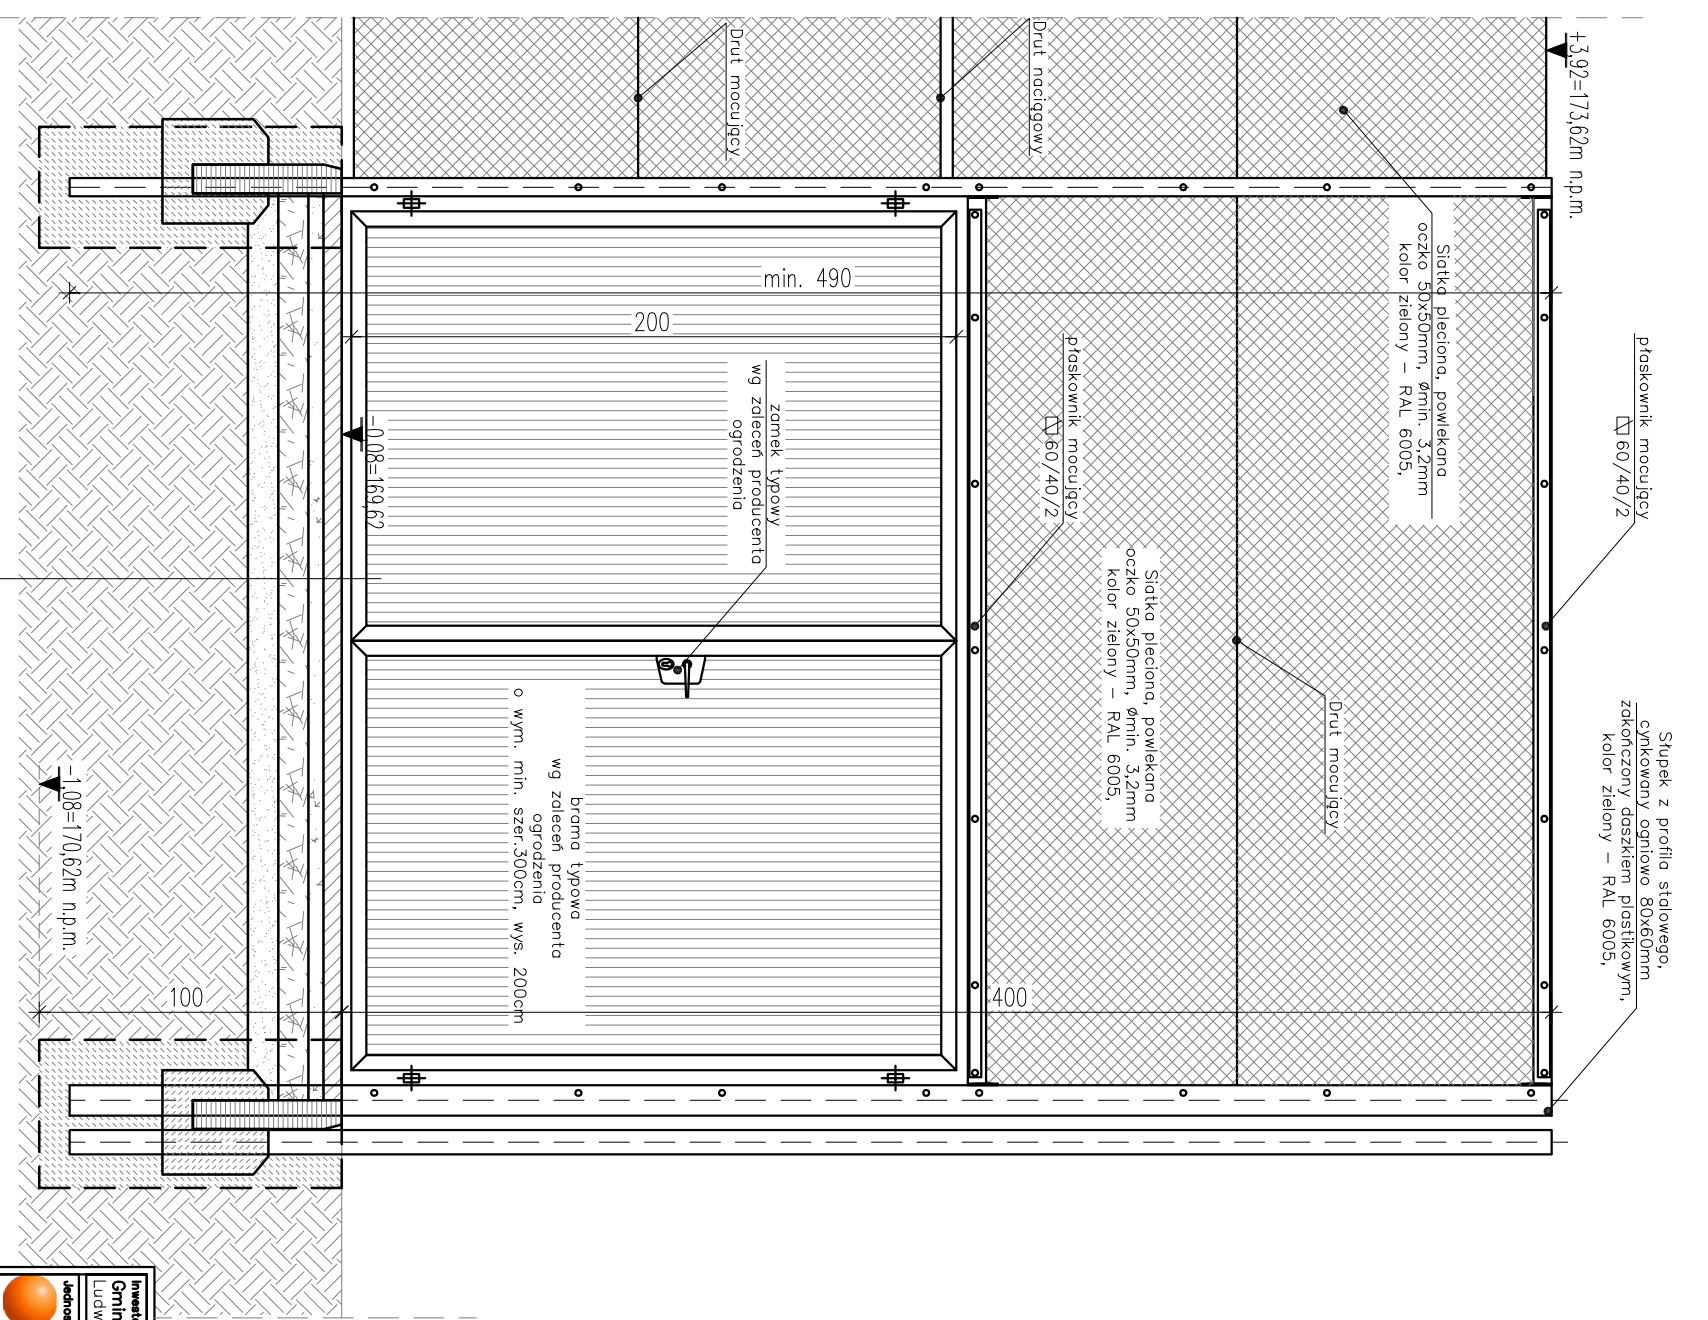 +3,92=173,62m n.p.m.
płaskownik mocujący
60/40/2
Słupek z profila stalowego,
cynkowany ogniowo 80x60mm
zakończony daszkiem plastikowym,
kolor zielony – RAL 6005,
Siatka pleciona, powlekana
oczko 50x50mm, Ømin. 3,2mm
kolor zielony – RAL 6005,
Drut mocujący
Siatka pleciona, powlekana
oczko 50x50mm, Ømin. 3,2mm
kolor zielony – RAL 6005,
płaskownik mocujący
60/40/2
Drut naciągowy
400
min. 490
Drut mocujący
zamek typowy
wg zaleceń producenta
ogrodzenia
200
brama typowa
wg zaleceń producenta
ogrodzenia
o wym. min. szer.300cm, wys. 200cm
-0,08=169,62
100
-1,08=170,62m n.p.m.